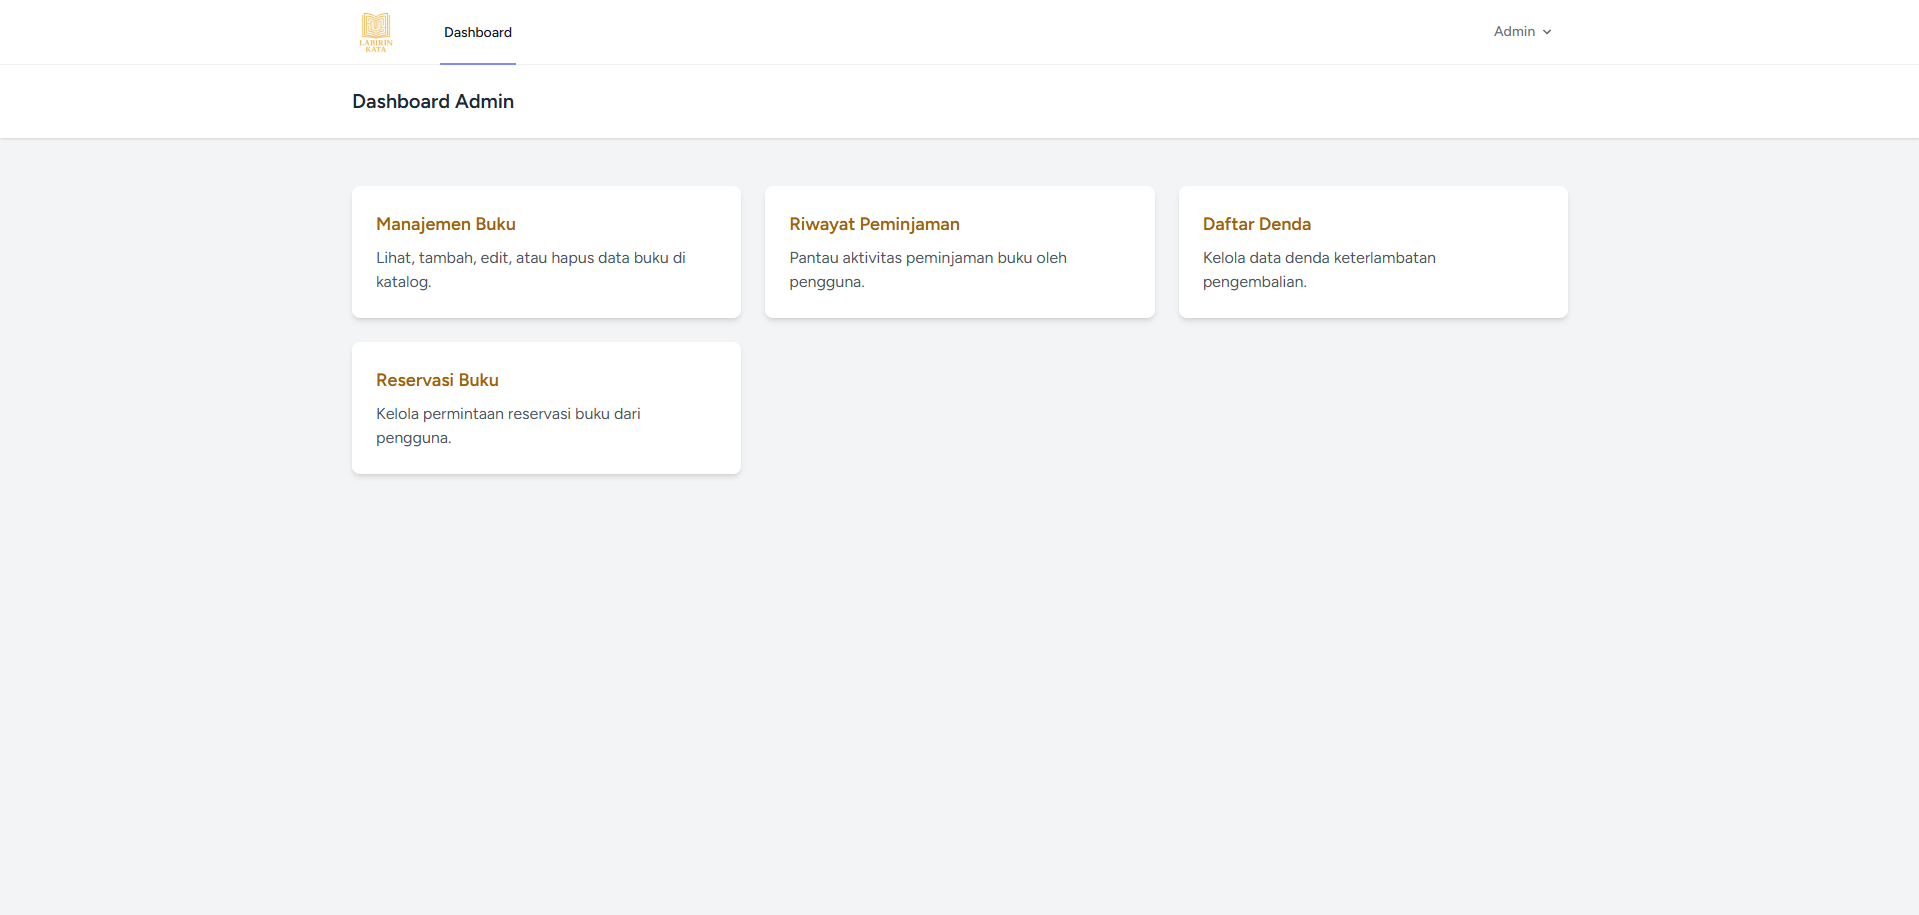 LABIRIN
KATA
Dashboard
Admin
Dashboard Admin
Manajemen Buku
Lihat, tambah, edit, atau hapus data buku di
katalog.
Riwayat Peminjaman
Pantau aktivitas peminjaman buku oleh
pengguna.
Daftar Denda
Kelola data denda keterlambatan
pengembalian.
Reservasi Buku
Kelola permintaan reservasi buku dari
pengguna.